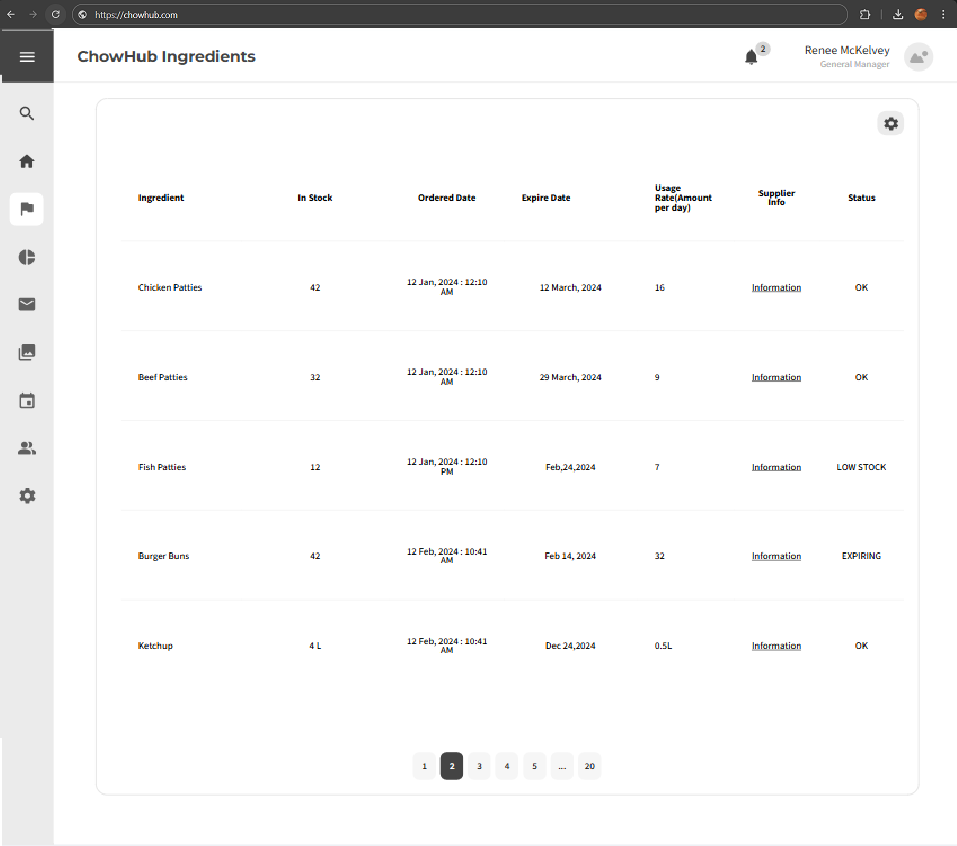 https://chowhub.com
ChowHub Ingredients
2
Renee McKelvey
General Manager
Ingredient
In Stock
Ordered Date
Expire Date
Usage
Rate(Amount
per day)
Supplier
Info
Status
Chicken Patties
42
12 Jan, 2024 : 12:10
AM
12 March, 2024
16
Information
OK
Beef Patties
32
12 Jan, 2024 : 12:10
AM
29 March, 2024
9
Information
OK
Fish Patties
12
12 Jan, 2024 : 12:10
PM
Feb,24,2024
7
Information
LOW STOCK
Burger Buns
42
12 Feb, 2024 : 10:41
AM
Feb 14, 2024
32
Information
EXPIRING
Ketchup
4 L
12 Feb, 2024 : 10:41
AM
Dec 24,2024
0.5L
Information
OK
1
2
3
4
5
....
20